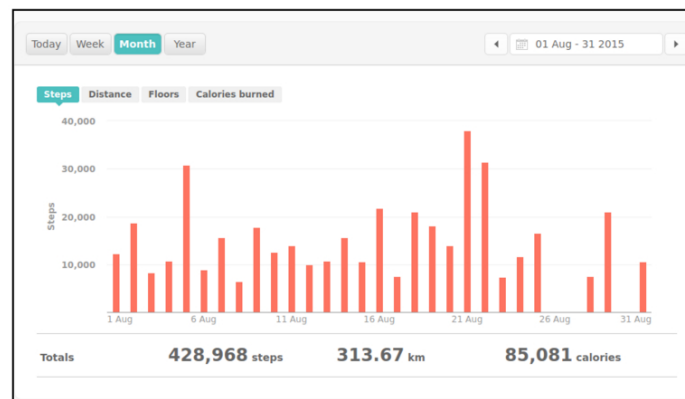 Today Week Month Year 01 Aug - 31 2015
Steps Distance Floors Calories burned
40,000
30,000
20,000
10,000
Steps
1 Aug 6 Aug 11 Aug 16 Aug 21 Aug 26 Aug 31 Aug
Totals 428,968 steps 313.67 km 85,081 calories